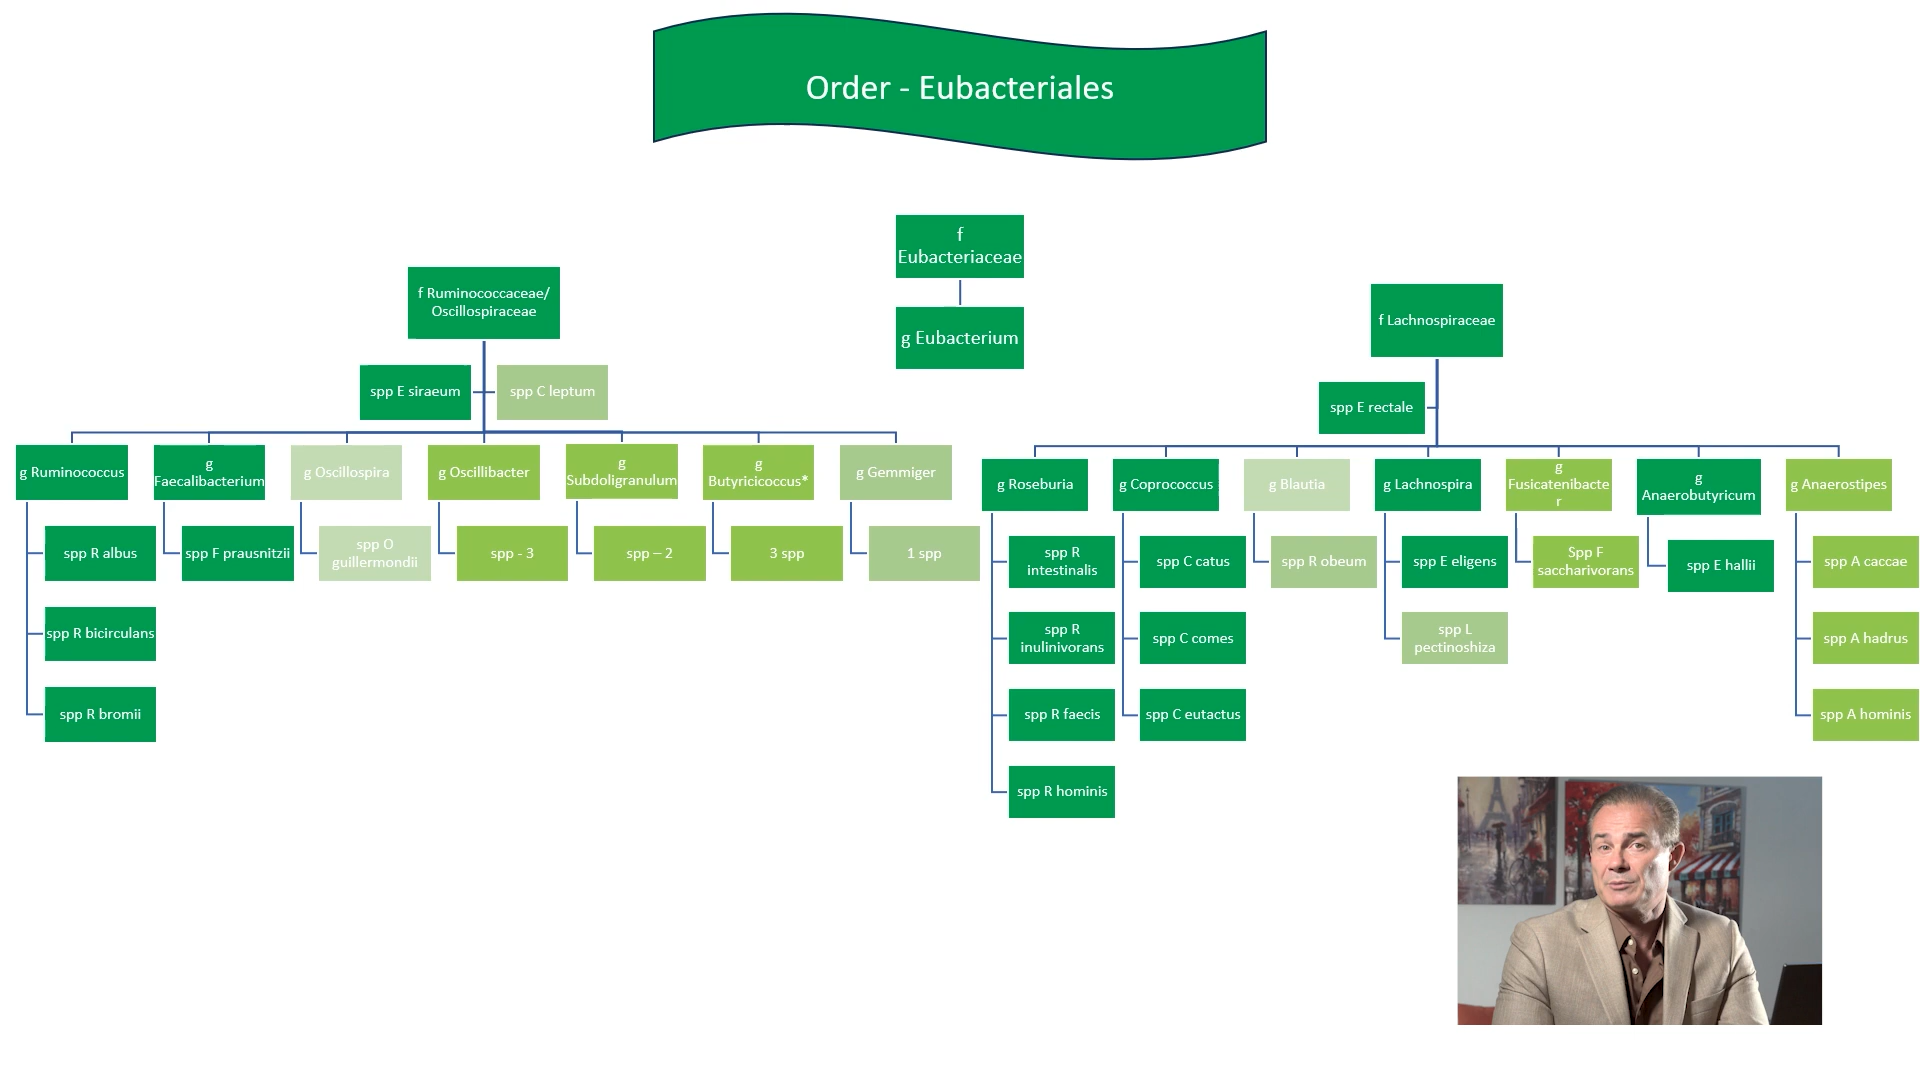 Order - Eubacteriales
f
Eubacteriaceae
g Eubacterium
f Ruminococcaceae/
Oscillospiraceae
spp E siraeum
spp C leptum
g Ruminococcus
spp R albus
spp R bicirculans
spp R bromii
g
Faecalibacterium
spp F prausnitzii
g Oscillospira
spp O
guillermondii
g Oscillibacter
spp - 3
g
Subdoligranulum
spp – 2
g
Butyricicoccus*
3 spp
g Gemmiger
1 spp
f Lachnospiraceae
spp E rectale
g Roseburia
spp R
intestinalis
spp R
inulinivorans
spp R faecis
spp R hominis
g Coprococcus
spp C catus
spp C comes
spp C eutactus
g Blautia
spp R obeum
g Lachnospira
spp E eligens
spp L
pectinoshiza
g
Fusicatenibacte
r
Spp F
saccharivorans
g
Anaerobutyricum
spp E hallii
g Anaerostipes
spp A caccae
spp A hadrus
spp A hominis